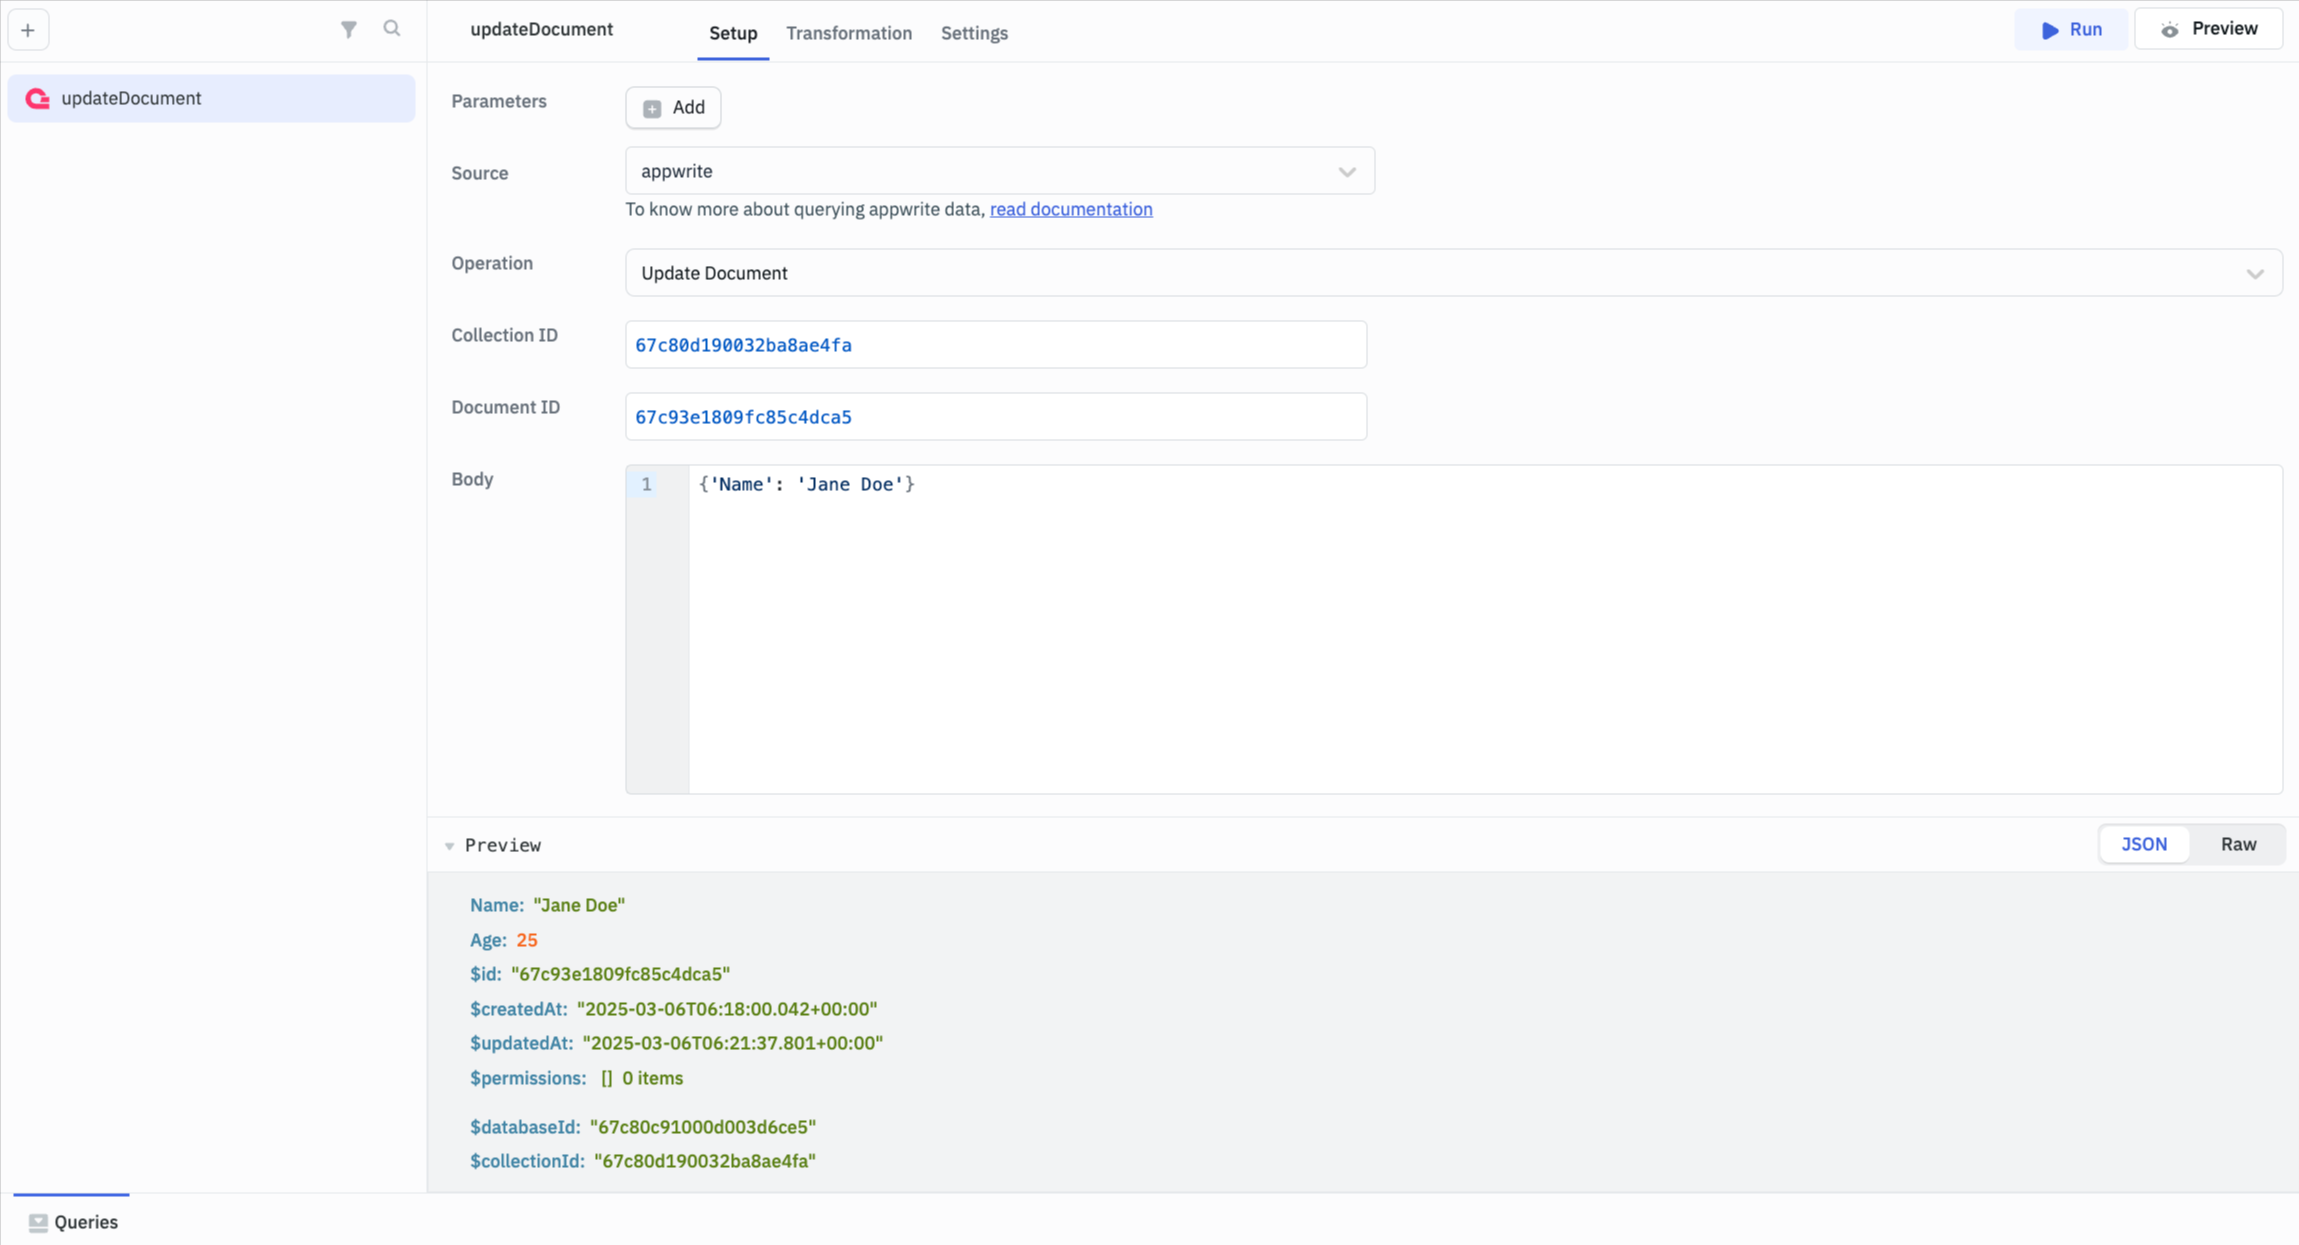 updateDocument
Setup
Transformation
Settings
Run
Preview
updateDocument
Parameters
Add
Source
appwrite
To know more about querying appwrite data, read documentation
Operation
Update Document
Collection ID
67c80d190032ba8ae4fa
Document ID
67c93e1809fc85c4dca5
Body
1
{'Name': 'Jane Doe'}
Preview
JSON
Raw
Name: "Jane Doe"
Age: 25
$id: "67c93e1809fc85c4dca5"
$createdAt: "2025-03-06T06:18:00.042+00:00"
$updatedAt: "2025-03-06T06:21:37.801+00:00"
$permissions: [] 0 items
$databaseId: "67c80c91000d003d6ce5"
$collectionId: "67c80d190032ba8ae4fa"
Queries